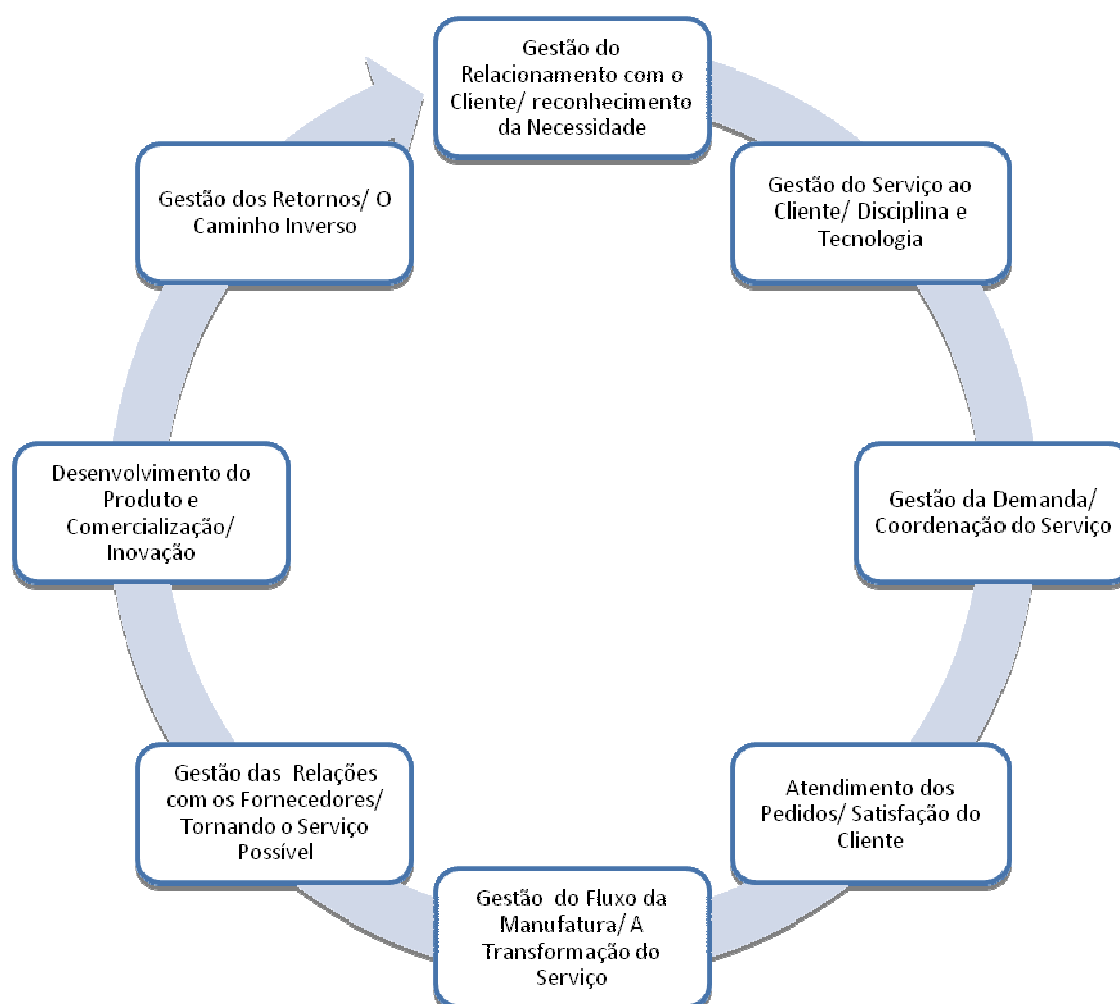 Gestão do
Relacionamento com o
Cliente/ reconhecimento
da Necessidade
Gestão do Serviço ao
Cliente/ Disciplina e
Tecnologia
Gestão da Demanda/
Coordenação do Serviço
Atendimento dos
Pedidos/ Satisfação do
Cliente
Gestão do Fluxo da
Manufatura/ A
Transformação do
Serviço
Gestão das Relações
com os Fornecedores/
Tornando o Serviço
Possível
Desenvolvimento do
Produto e
Comercialização/
Inovação
Gestão dos Retornos/ O
Caminho Inverso